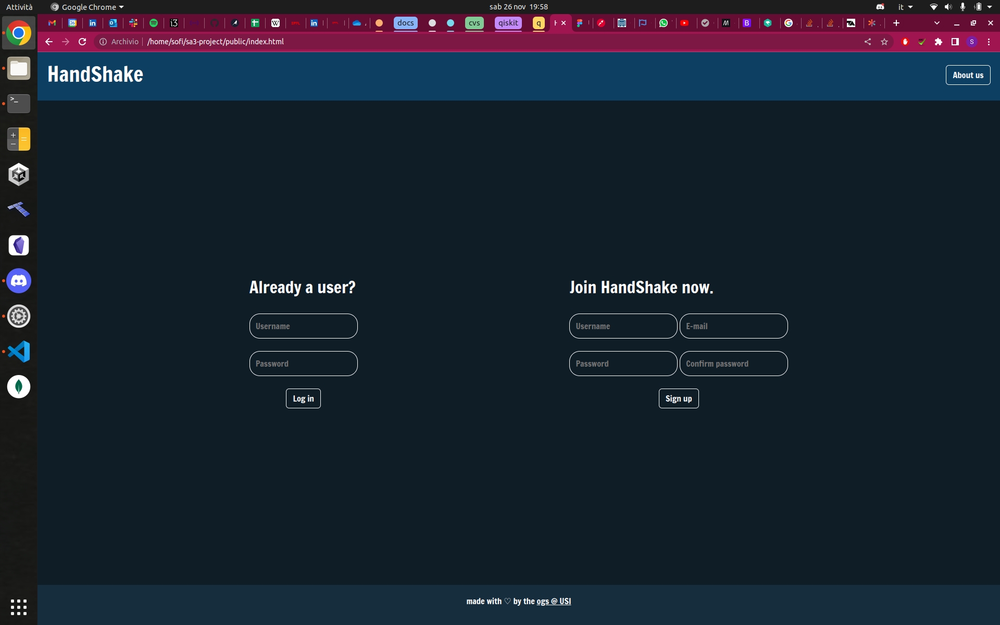 Attività Google Chrome sab 26 nov 19:58 it
docs cvs qiskit q
Archivio /home/sofi/sa3-project/public/index.html
HandShake
About us
Already a user?
Username
Password
Log in
Join HandShake now.
Username E-mail
Password Confirm password
Sign up
made with ♡ by the ogs @ USI